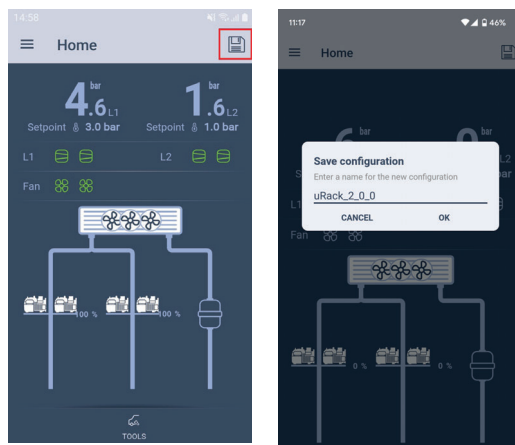 14:58
Home
bar bar
4.6 L1 1.6 L2
Setpoint 3.0 bar Setpoint 1.0 bar
L1 L2
Fan
100 % 100 %
TOOLS
11:17 46%
Home
bar bar
Save configuration
Enter a name for the new configuration
uRack_2_0_0
CANCEL OK
L2
S bar
L1
Fan
0 % 0 %